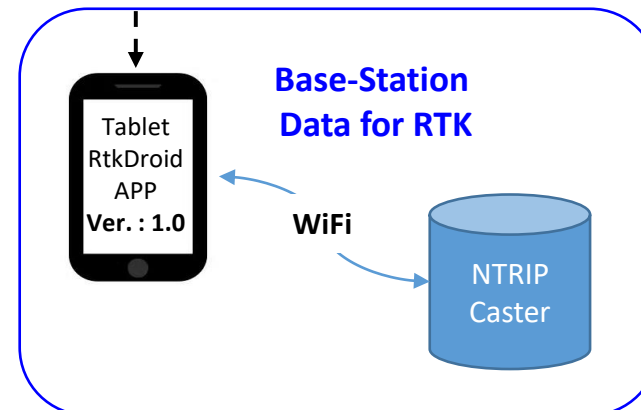 Base-Station
Data for RTK
Tablet
RtkDroid
APP
Ver. : 1.0
WiFi
NTRIP
Caster